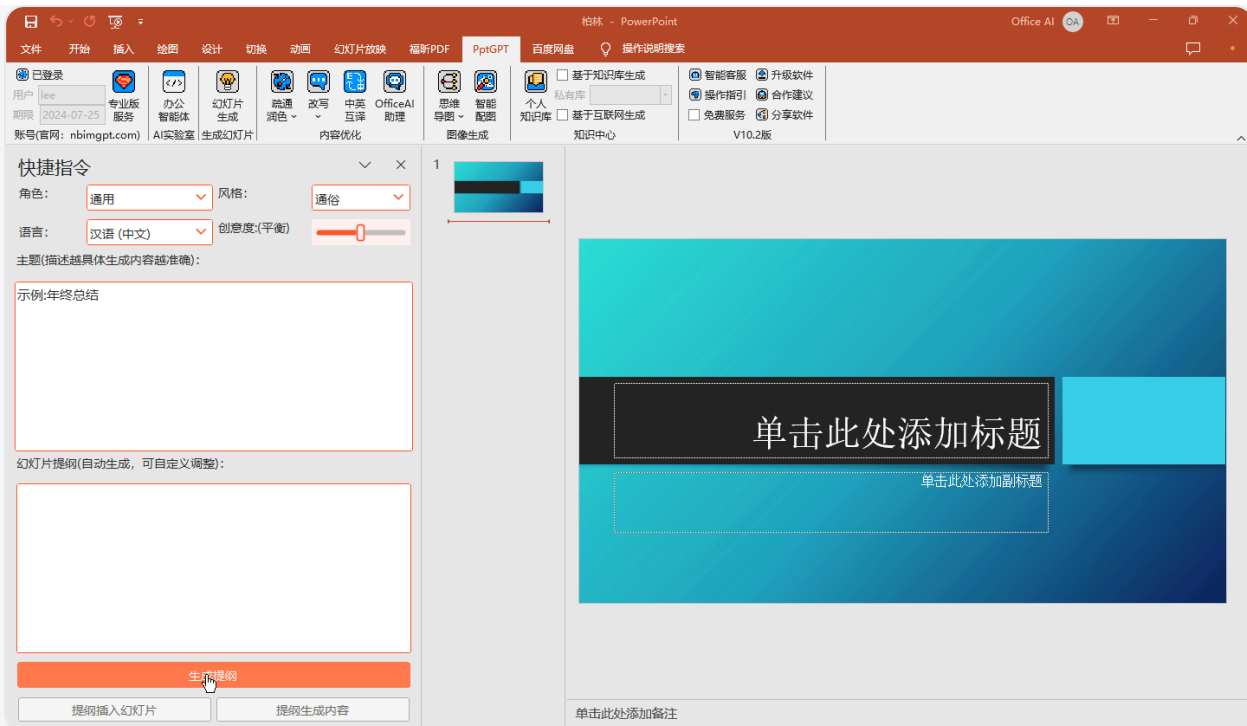 柏林 - PowerPoint
Office AI OA
文件 开始 插入 绘图 设计 切换 动画 幻灯片放映 福昕PDF PptGPT 百度网盘 操作说明搜索
已登录
用户 lee
期限 2024-07-25
账号(官网：nbimgpt.com)
专业版
服务
办公
智能体
AI实验室
幻灯片
生成
生成幻灯片
疏通
润色
改写
中英
互译
OfficeAI
助理
内容优化
思维
导图
智能
配图
图像生成
个人
知识库
基于知识库生成
私有库
基于互联网生成
知识中心
智能客服 升级软件
操作指引 合作建议
免费服务 分享软件
V10.2版
快捷指令
角色： 通用 风格： 通俗
语言： 汉语 (中文) 创意度:(平衡)
主题(描述越具体生成内容越准确)：
示例:年终总结
幻灯片提纲(自动生成，可自定义调整)：
生成提纲
提纲插入幻灯片 提纲生成内容
1
单击此处添加标题
单击此处添加副标题
单击此处添加备注